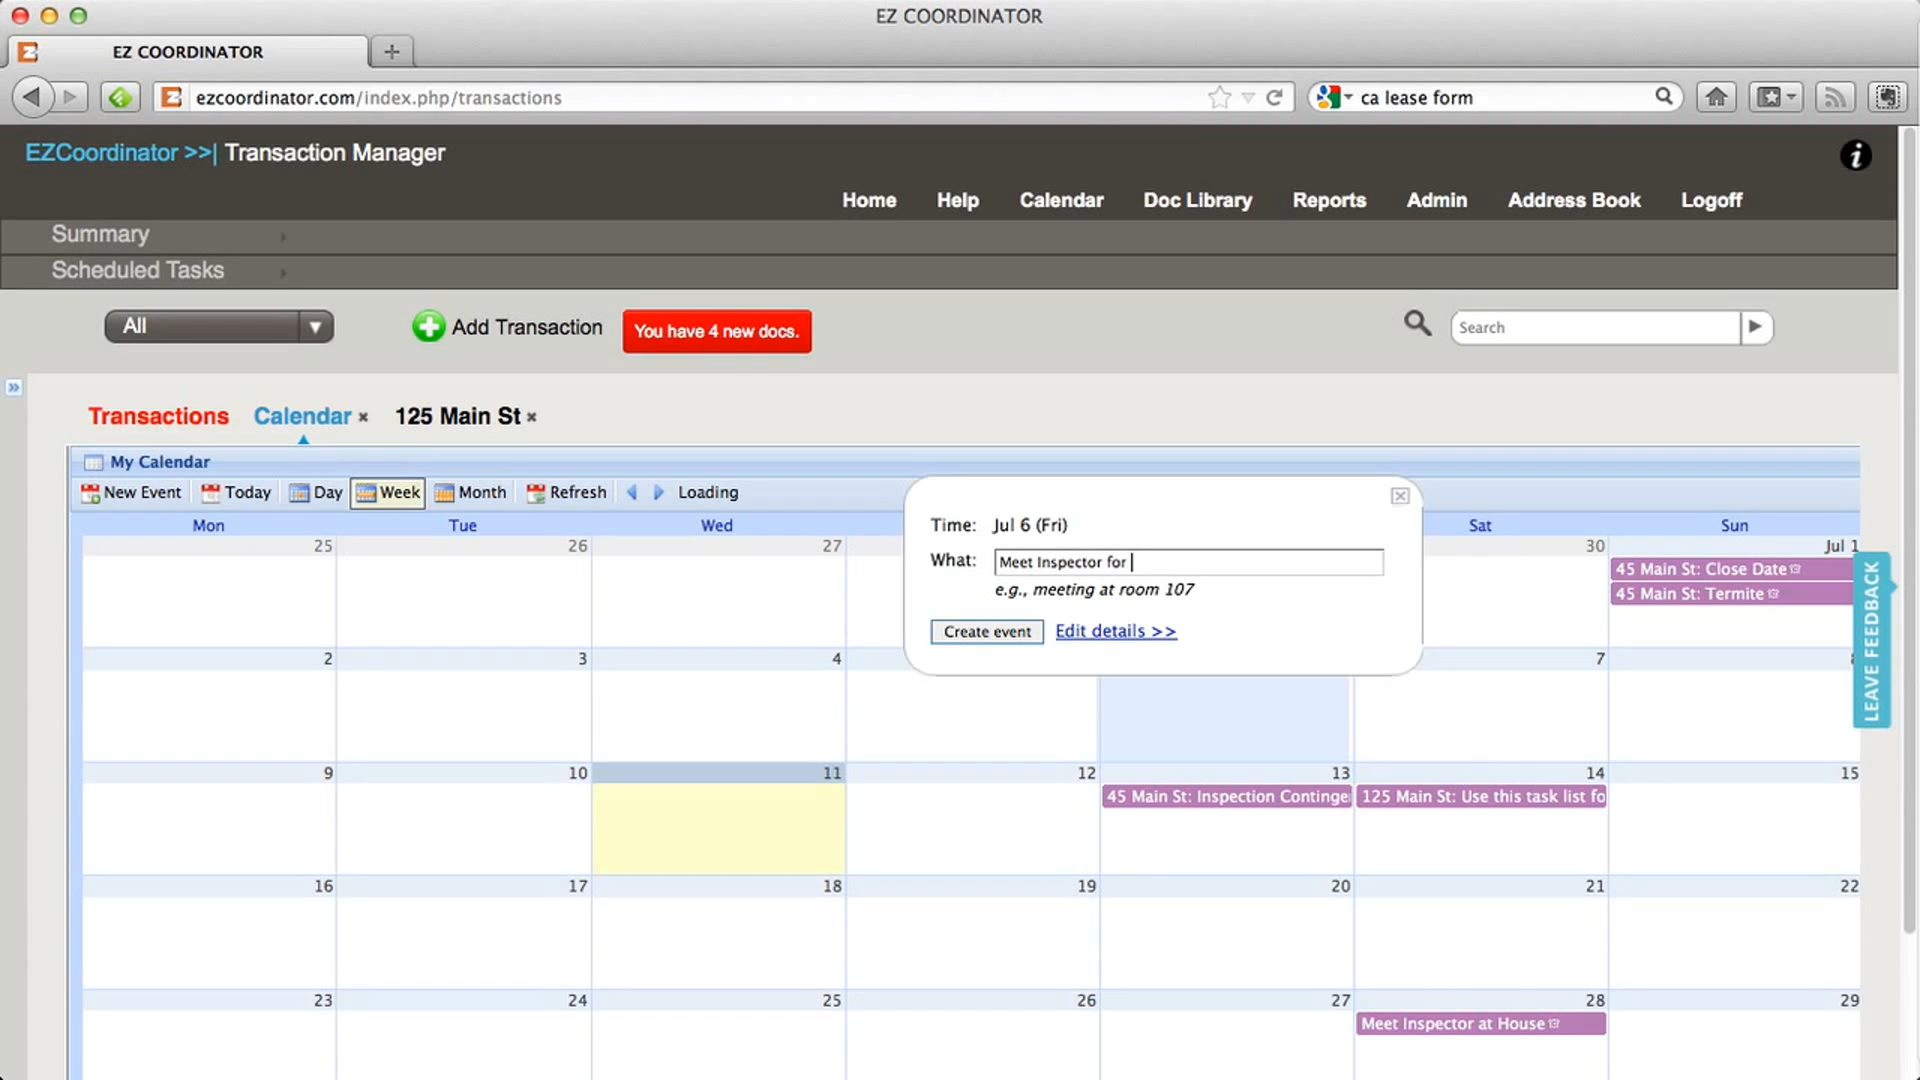 EZ COORDINATOR
EZ COORDINATOR
ezcoordinator.com/index.php/transactions
ca lease form
EZCoordinator >>| Transaction Manager
Home Help Calendar Doc Library Reports Admin Address Book Logoff
Summary
Scheduled Tasks
All
Add Transaction
You have 4 new docs.
Search
Transactions Calendar × 125 Main St ×
My Calendar
New Event Today Day Week Month Refresh Loading
Mon Tue Wed Sat Sun
25 26 27 30 Jul 1
Time: Jul 6 (Fri)
What: Meet Inspector for
e.g., meeting at room 107
Create event Edit details >>
45 Main St: Close Date
45 Main St: Termite
LEAVE FEEDBACK
2 3 4 7
9 10 11 12 13 14 15
45 Main St: Inspection Continge
125 Main St: Use this task list fo
16 17 18 19 20 21 22
23 24 25 26 27 28 29
Meet Inspector at House